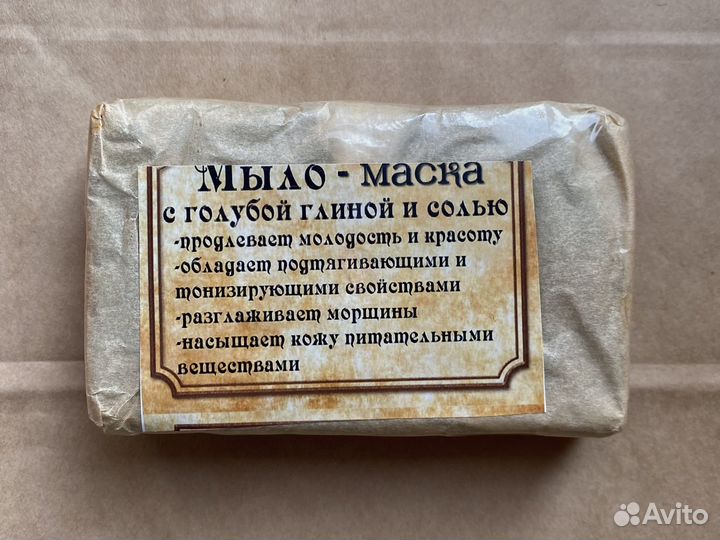 Мыло - маска
с голубой глиной и солью
-продлевает молодость и красоту
-обладает подтягивающими и
тонизирующими свойствами
-разглаживает морщины
-насыщает кожу питательными
веществами
Avito